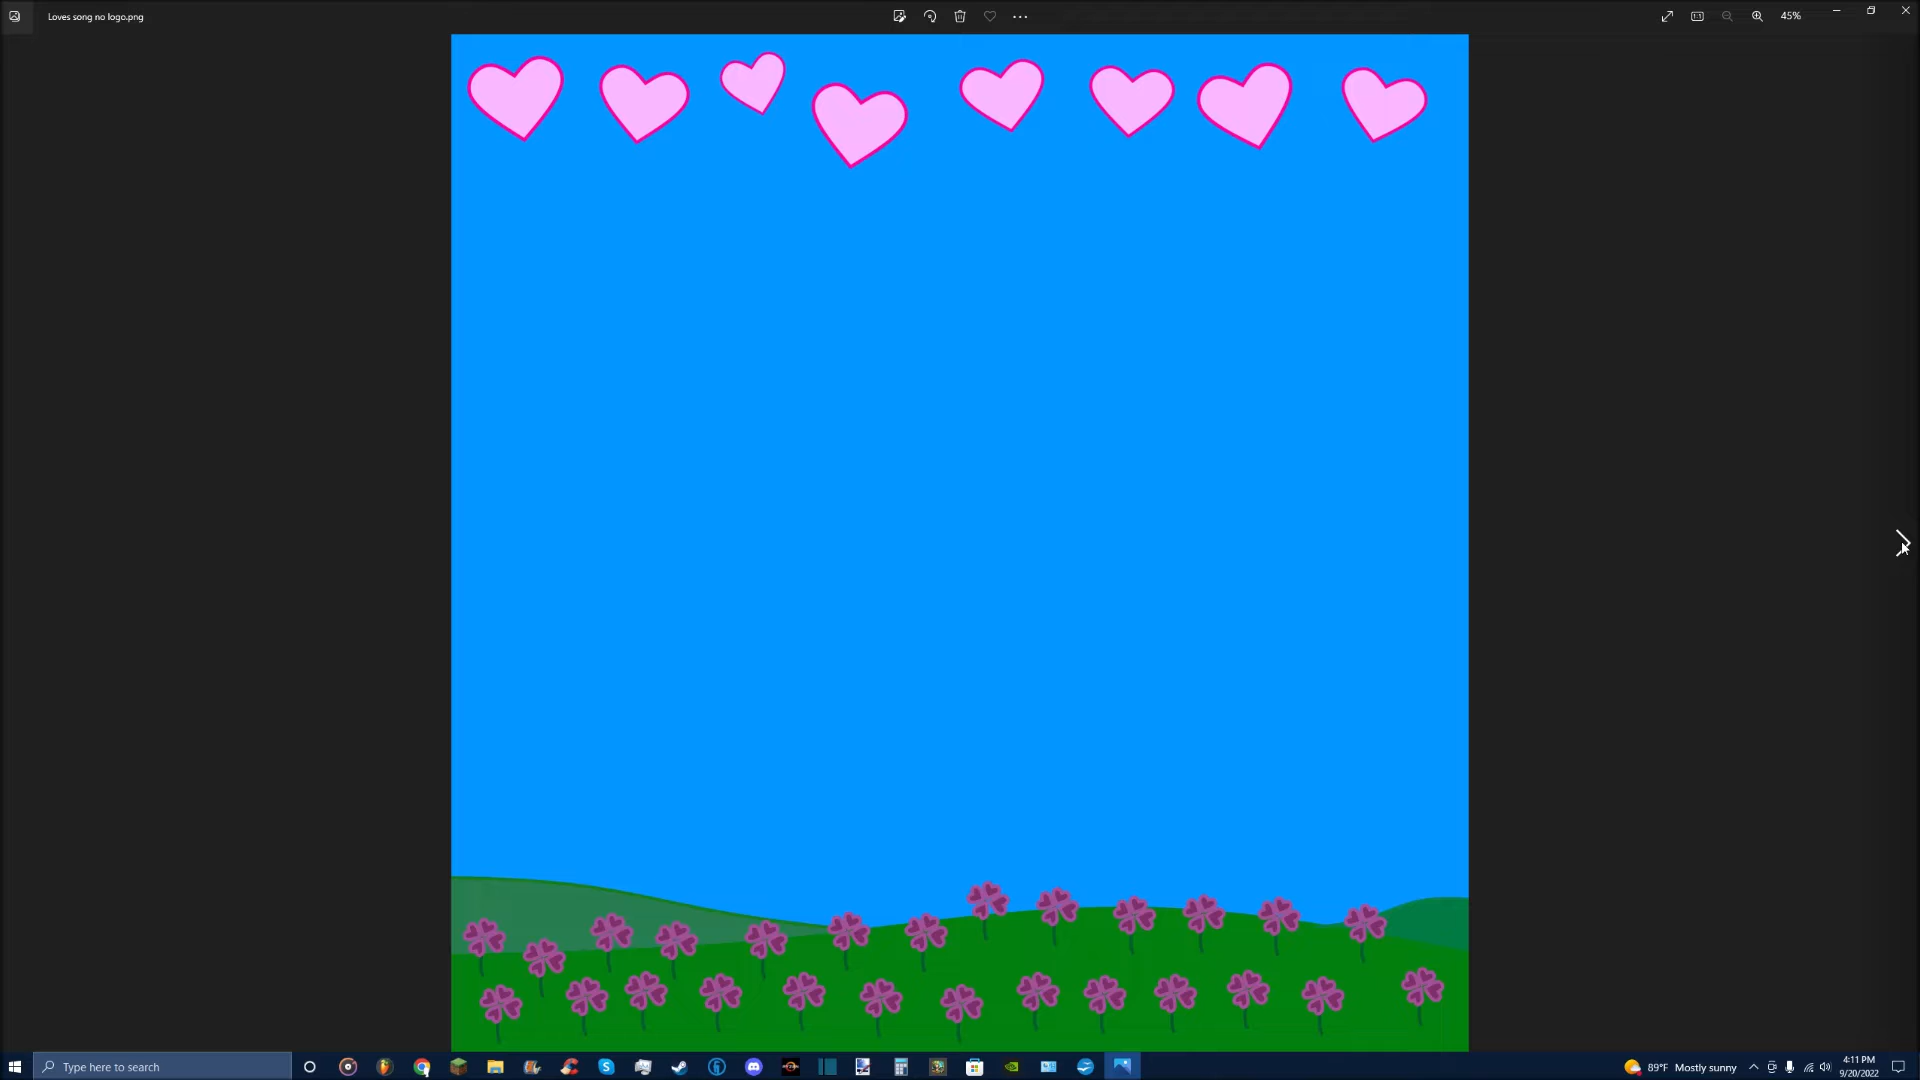 Loves song no logo.png
45%
Type here to search
89°F Mostly sunny
4:11 PM
9/20/2022